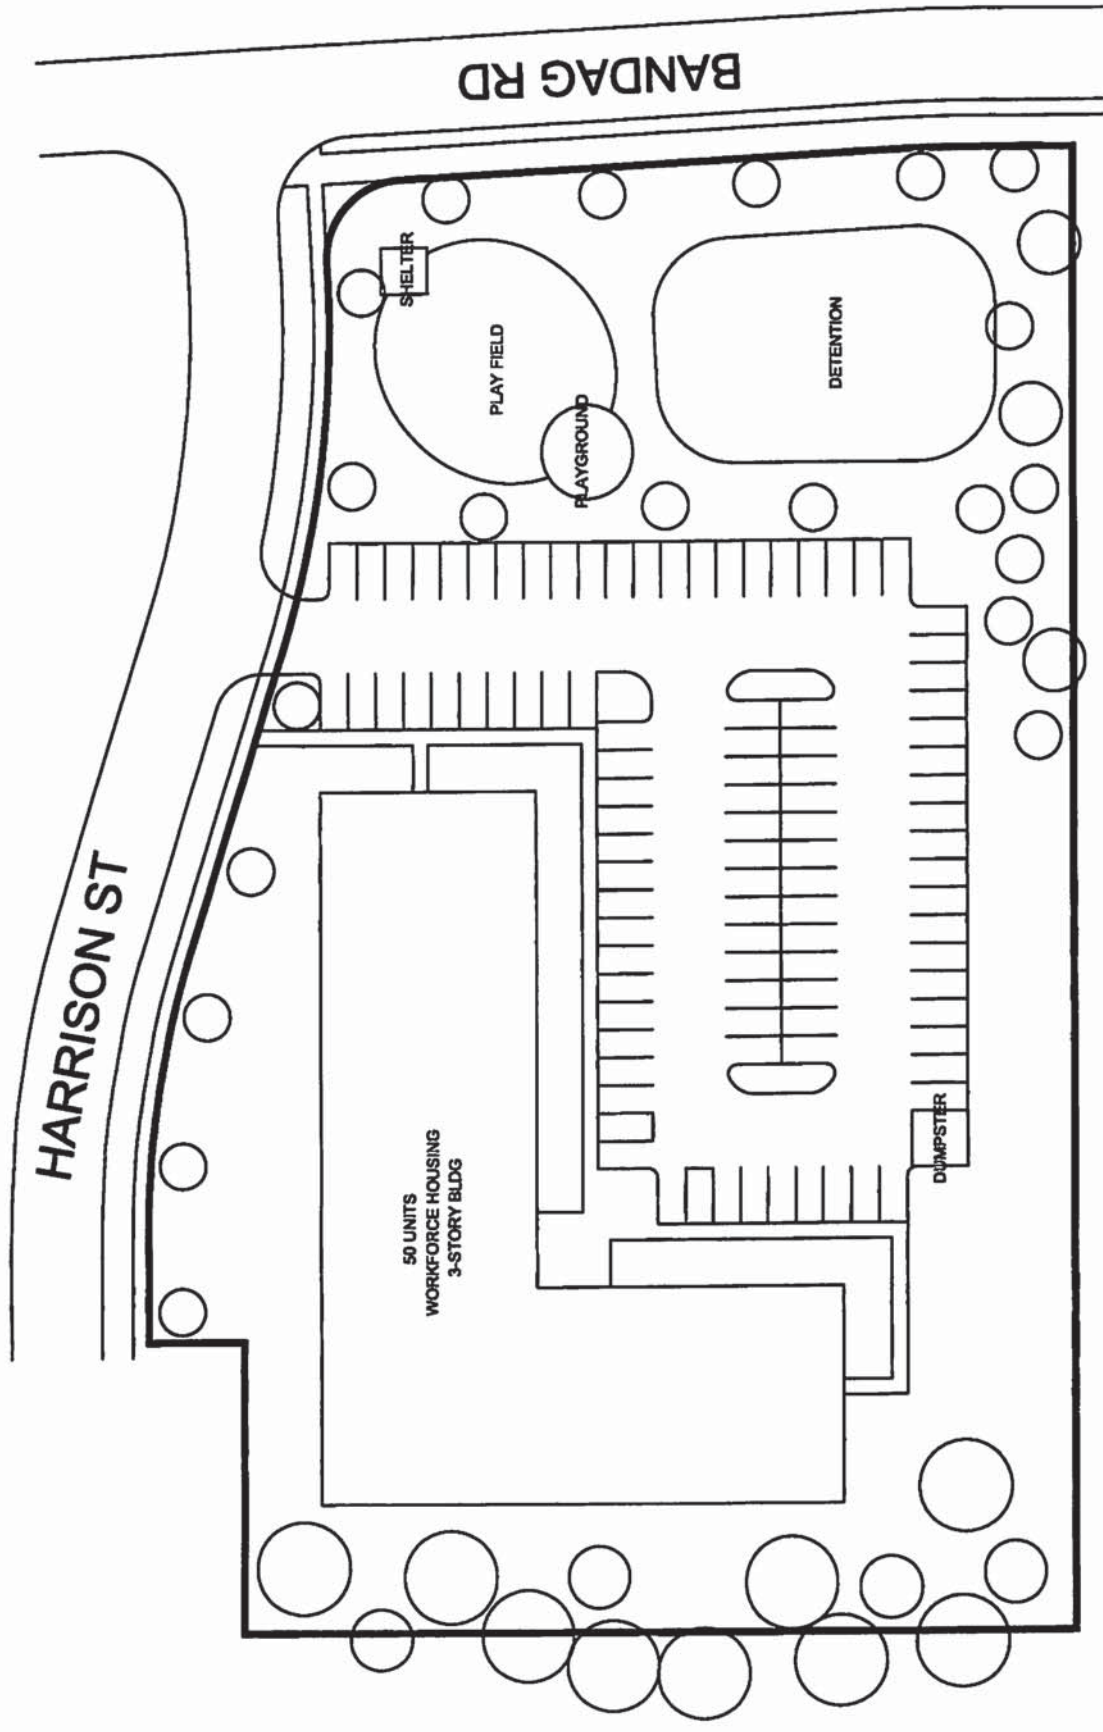 BANDAG RD
HARRISON ST
SHELTER
PLAY FIELD
PLAYGROUND
DETENTION
50 UNITS
WORKFORCE HOUSING
3-STORY BLDG
DUMPSTER